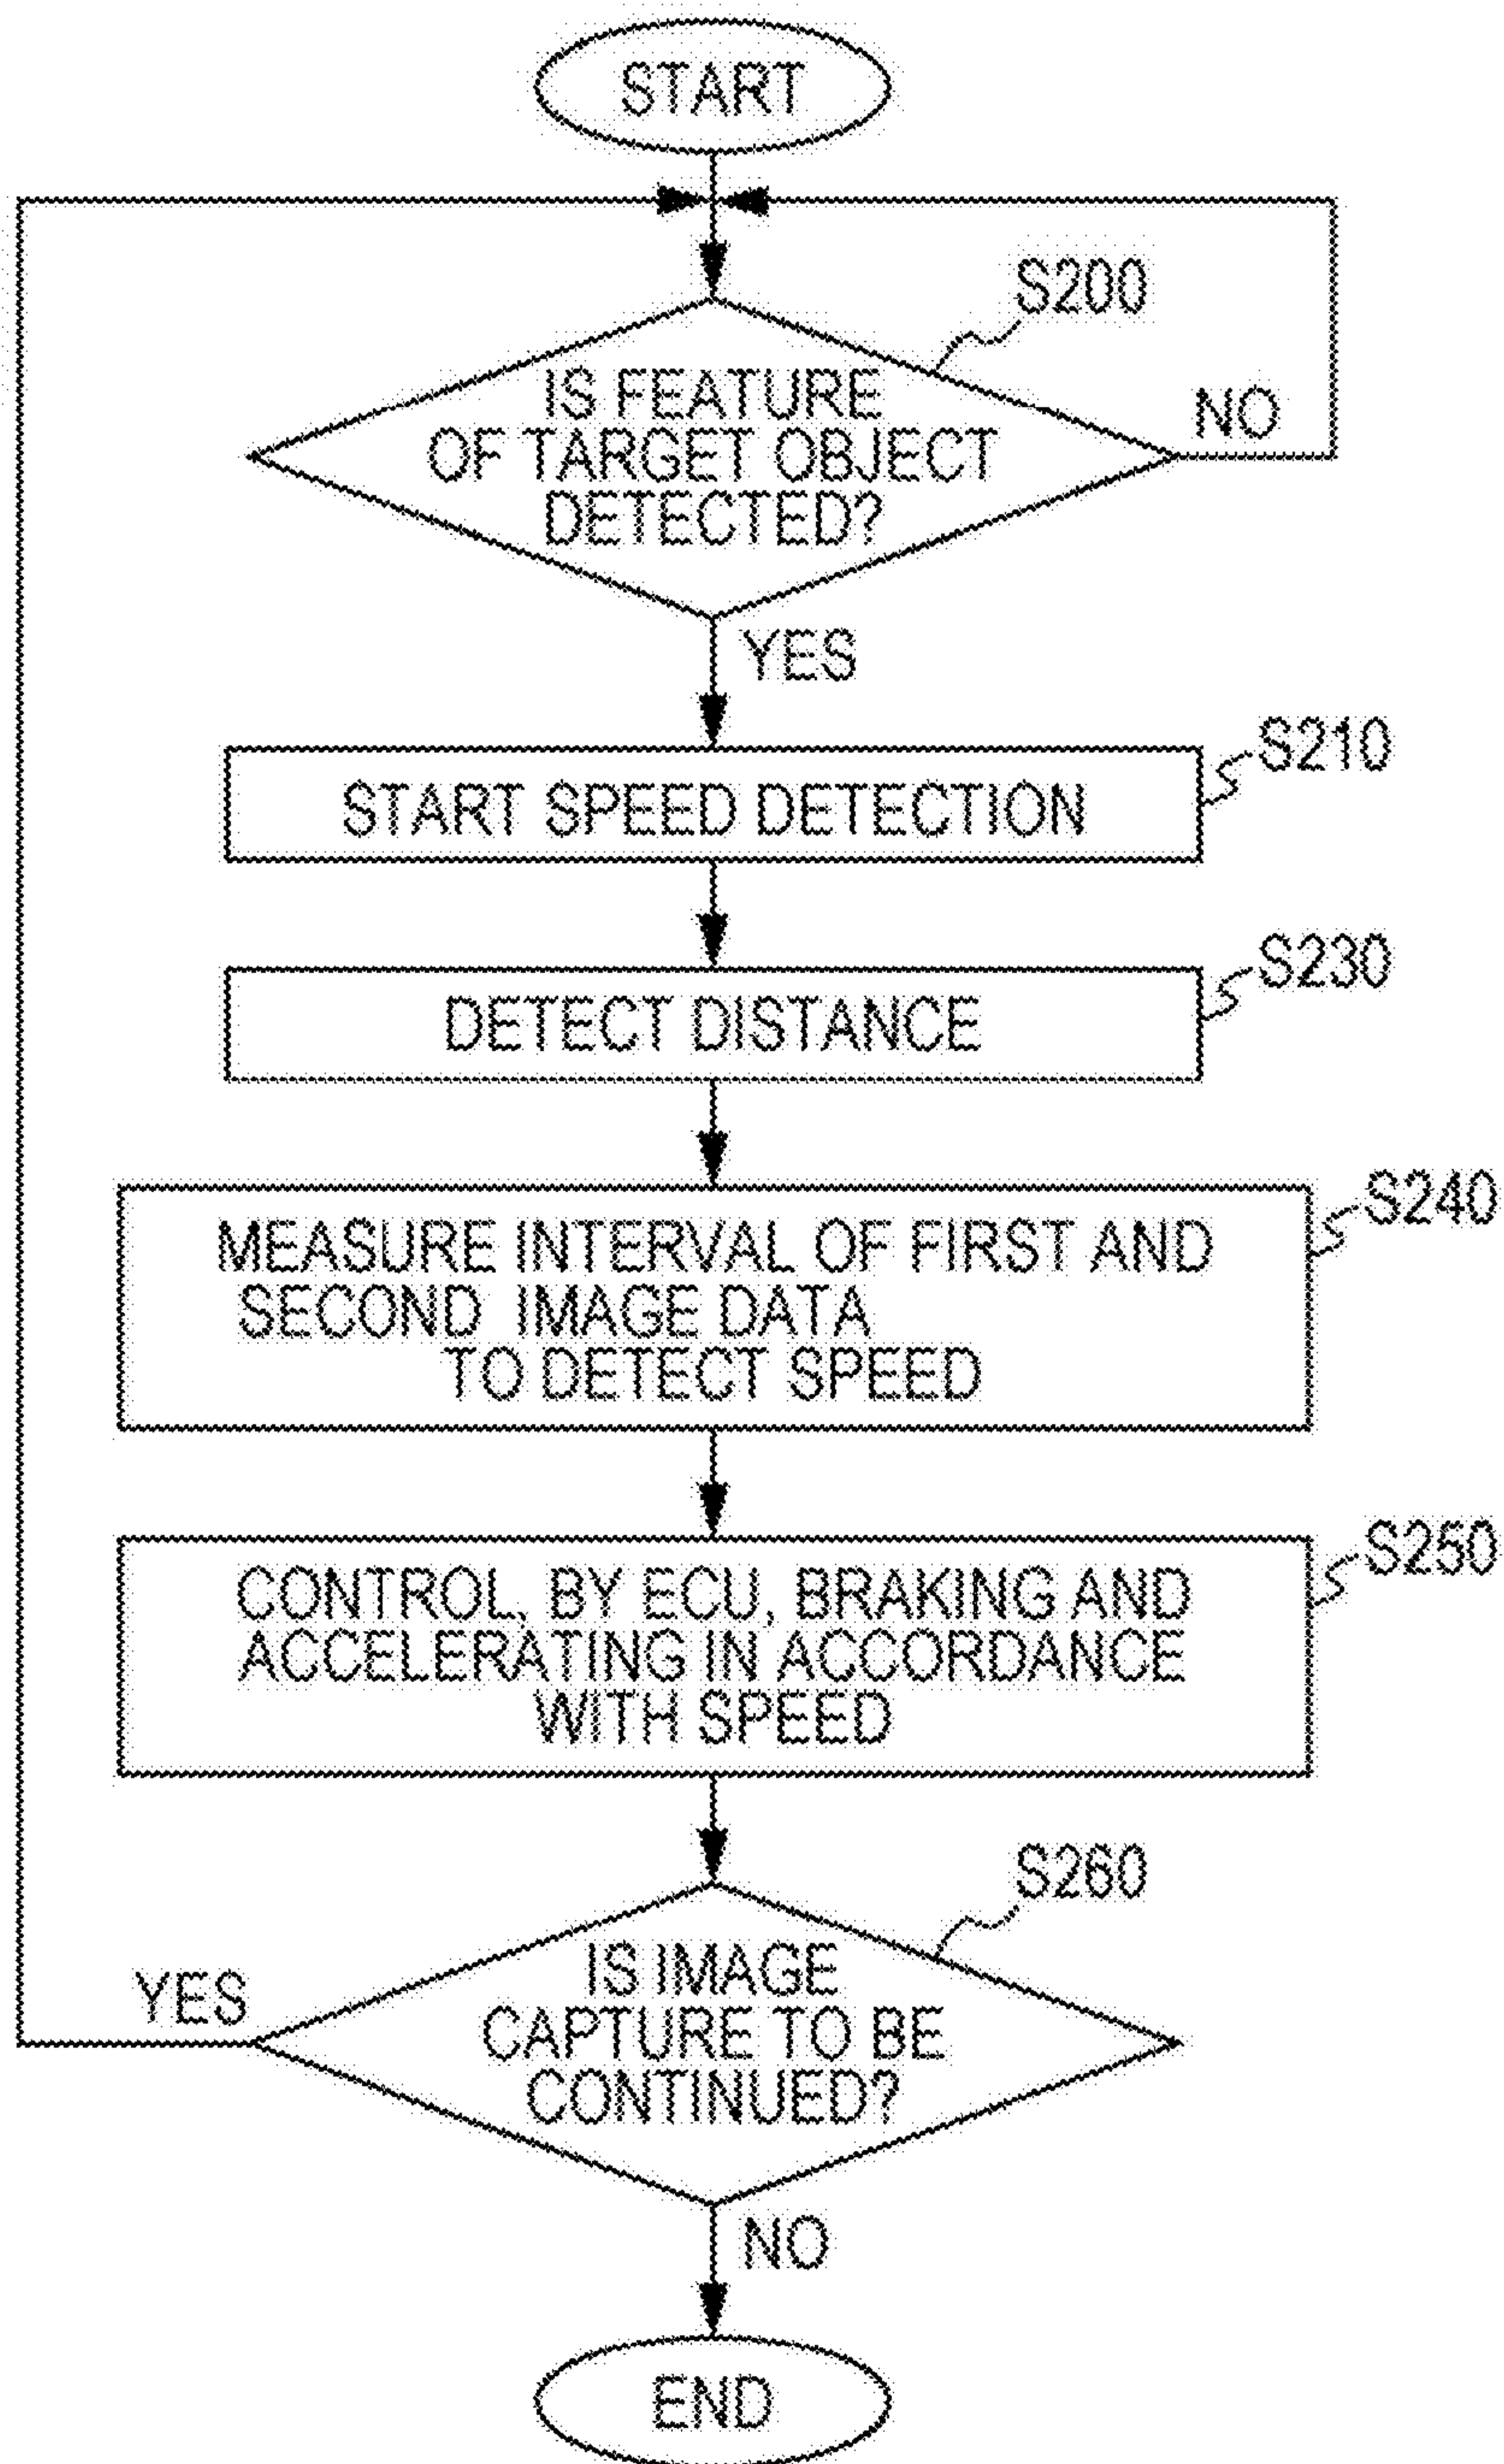 START
S200
IS FEATURE
OF TARGET OBJECT
DETECTED?
NO
YES
S210
START SPEED DETECTION
S230
DETECT DISTANCE
S240
MEASURE INTERVAL OF FIRST AND
SECOND IMAGE DATA
TO DETECT SPEED
S250
CONTROL, BY ECU, BRAKING AND
ACCELERATING IN ACCORDANCE
WITH SPEED
S260
IS IMAGE
CAPTURE TO BE
CONTINUED?
YES
NO
END